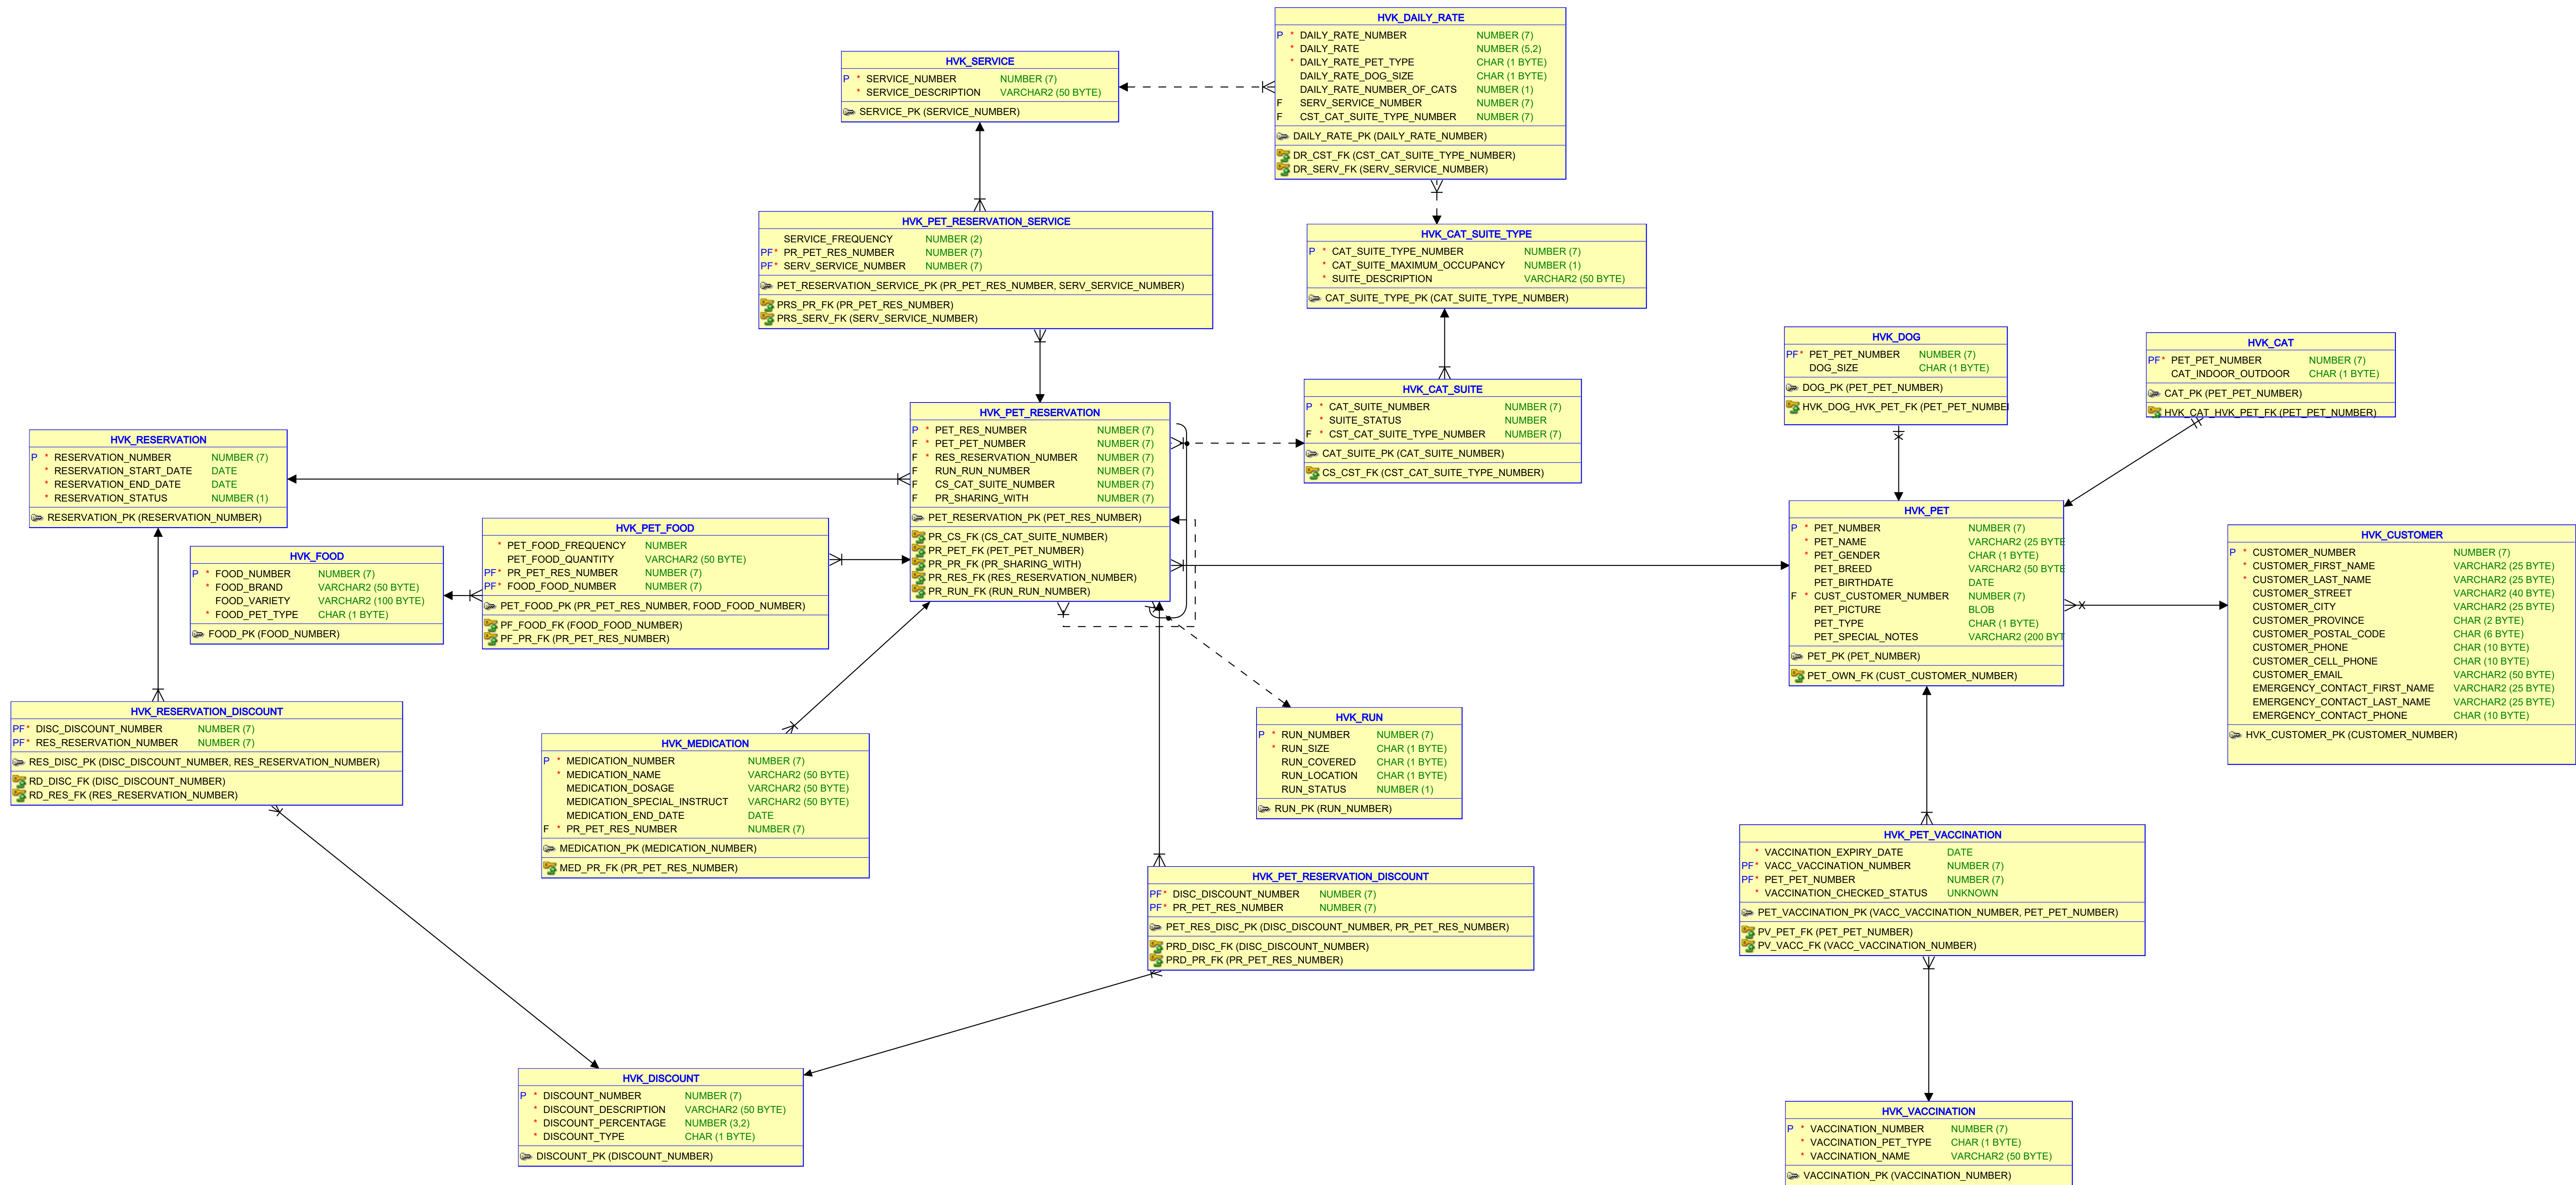 HVK_DAILY_RATE
P * DAILY_RATE_NUMBER NUMBER (7)
* DAILY_RATE NUMBER (5,2)
* DAILY_RATE_PET_TYPE CHAR (1 BYTE)
DAILY_RATE_DOG_SIZE CHAR (1 BYTE)
DAILY_RATE_NUMBER_OF_CATS NUMBER (1)
F SERV_SERVICE_NUMBER NUMBER (7)
F CST_CAT_SUITE_TYPE_NUMBER NUMBER (7)
DAILY_RATE_PK (DAILY_RATE_NUMBER)
DR_CST_FK (CST_CAT_SUITE_TYPE_NUMBER)
DR_SERV_FK (SERV_SERVICE_NUMBER)
HVK_SERVICE
P * SERVICE_NUMBER NUMBER (7)
* SERVICE_DESCRIPTION VARCHAR2 (50 BYTE)
SERVICE_PK (SERVICE_NUMBER)
HVK_PET_RESERVATION_SERVICE
SERVICE_FREQUENCY NUMBER (2)
PF* PR_PET_RES_NUMBER NUMBER (7)
PF* SERV_SERVICE_NUMBER NUMBER (7)
PET_RESERVATION_SERVICE_PK (PR_PET_RES_NUMBER, SERV_SERVICE_NUMBER)
PRS_PR_FK (PR_PET_RES_NUMBER)
PRS_SERV_FK (SERV_SERVICE_NUMBER)
HVK_CAT_SUITE_TYPE
P * CAT_SUITE_TYPE_NUMBER NUMBER (7)
* CAT_SUITE_MAXIMUM_OCCUPANCY NUMBER (1)
* SUITE_DESCRIPTION VARCHAR2 (50 BYTE)
CAT_SUITE_TYPE_PK (CAT_SUITE_TYPE_NUMBER)
HVK_DOG
PF* PET_PET_NUMBER NUMBER (7)
DOG_SIZE CHAR (1 BYTE)
DOG_PK (PET_PET_NUMBER)
HVK_DOG_HVK_PET_FK (PET_PET_NUMBE
HVK_CAT
PF* PET_PET_NUMBER NUMBER (7)
CAT_INDOOR_OUTDOOR CHAR (1 BYTE)
CAT_PK (PET_PET_NUMBER)
HVK_CAT_HVK_PET_FK (PET_PET_NUMBER)
HVK_CAT_SUITE
P * CAT_SUITE_NUMBER NUMBER (7)
* SUITE_STATUS NUMBER
F * CST_CAT_SUITE_TYPE_NUMBER NUMBER (7)
CAT_SUITE_PK (CAT_SUITE_NUMBER)
CS_CST_FK (CST_CAT_SUITE_TYPE_NUMBER)
HVK_PET_RESERVATION
P * PET_RES_NUMBER NUMBER (7)
F * PET_PET_NUMBER NUMBER (7)
F * RES_RESERVATION_NUMBER NUMBER (7)
F RUN_RUN_NUMBER NUMBER (7)
F CS_CAT_SUITE_NUMBER NUMBER (7)
F PR_SHARING_WITH NUMBER (7)
PET_RESERVATION_PK (PET_RES_NUMBER)
PR_CS_FK (CS_CAT_SUITE_NUMBER)
PR_PET_FK (PET_PET_NUMBER)
PR_PR_FK (PR_SHARING_WITH)
PR_RES_FK (RES_RESERVATION_NUMBER)
PR_RUN_FK (RUN_RUN_NUMBER)
HVK_RESERVATION
P * RESERVATION_NUMBER NUMBER (7)
* RESERVATION_START_DATE DATE
* RESERVATION_END_DATE DATE
* RESERVATION_STATUS NUMBER (1)
RESERVATION_PK (RESERVATION_NUMBER)
HVK_PET_FOOD
* PET_FOOD_FREQUENCY NUMBER
PET_FOOD_QUANTITY VARCHAR2 (50 BYTE)
PF* PR_PET_RES_NUMBER NUMBER (7)
PF* FOOD_FOOD_NUMBER NUMBER (7)
PET_FOOD_PK (PR_PET_RES_NUMBER, FOOD_FOOD_NUMBER)
PF_FOOD_FK (FOOD_FOOD_NUMBER)
PF_PR_FK (PR_PET_RES_NUMBER)
HVK_FOOD
P * FOOD_NUMBER NUMBER (7)
* FOOD_BRAND VARCHAR2 (50 BYTE)
FOOD_VARIETY VARCHAR2 (100 BYTE)
* FOOD_PET_TYPE CHAR (1 BYTE)
FOOD_PK (FOOD_NUMBER)
HVK_PET
P * PET_NUMBER NUMBER (7)
* PET_NAME VARCHAR2 (25 BYTE
* PET_GENDER CHAR (1 BYTE)
PET_BREED VARCHAR2 (50 BYTE
PET_BIRTHDATE DATE
F * CUST_CUSTOMER_NUMBER NUMBER (7)
PET_PICTURE BLOB
PET_TYPE CHAR (1 BYTE)
PET_SPECIAL_NOTES VARCHAR2 (200 BYT
PET_PK (PET_NUMBER)
PET_OWN_FK (CUST_CUSTOMER_NUMBER)
HVK_CUSTOMER
P * CUSTOMER_NUMBER NUMBER (7)
* CUSTOMER_FIRST_NAME VARCHAR2 (25 BYTE)
* CUSTOMER_LAST_NAME VARCHAR2 (25 BYTE)
CUSTOMER_STREET VARCHAR2 (40 BYTE)
CUSTOMER_CITY VARCHAR2 (25 BYTE)
CUSTOMER_PROVINCE CHAR (2 BYTE)
CUSTOMER_POSTAL_CODE CHAR (6 BYTE)
CUSTOMER_PHONE CHAR (10 BYTE)
CUSTOMER_CELL_PHONE CHAR (10 BYTE)
CUSTOMER_EMAIL VARCHAR2 (50 BYTE)
EMERGENCY_CONTACT_FIRST_NAME VARCHAR2 (25 BYTE)
EMERGENCY_CONTACT_LAST_NAME VARCHAR2 (25 BYTE)
EMERGENCY_CONTACT_PHONE CHAR (10 BYTE)
HVK_CUSTOMER_PK (CUSTOMER_NUMBER)
HVK_RESERVATION_DISCOUNT
PF* DISC_DISCOUNT_NUMBER NUMBER (7)
PF* RES_RESERVATION_NUMBER NUMBER (7)
RES_DISC_PK (DISC_DISCOUNT_NUMBER, RES_RESERVATION_NUMBER)
RD_DISC_FK (DISC_DISCOUNT_NUMBER)
RD_RES_FK (RES_RESERVATION_NUMBER)
HVK_MEDICATION
P * MEDICATION_NUMBER NUMBER (7)
* MEDICATION_NAME VARCHAR2 (50 BYTE)
MEDICATION_DOSAGE VARCHAR2 (50 BYTE)
MEDICATION_SPECIAL_INSTRUCT VARCHAR2 (50 BYTE)
MEDICATION_END_DATE DATE
F * PR_PET_RES_NUMBER NUMBER (7)
MEDICATION_PK (MEDICATION_NUMBER)
MED_PR_FK (PR_PET_RES_NUMBER)
HVK_RUN
P * RUN_NUMBER NUMBER (7)
* RUN_SIZE CHAR (1 BYTE)
RUN_COVERED CHAR (1 BYTE)
RUN_LOCATION CHAR (1 BYTE)
RUN_STATUS NUMBER (1)
RUN_PK (RUN_NUMBER)
HVK_PET_RESERVATION_DISCOUNT
PF* DISC_DISCOUNT_NUMBER NUMBER (7)
PF* PR_PET_RES_NUMBER NUMBER (7)
PET_RES_DISC_PK (DISC_DISCOUNT_NUMBER, PR_PET_RES_NUMBER)
PRD_DISC_FK (DISC_DISCOUNT_NUMBER)
PRD_PR_FK (PR_PET_RES_NUMBER)
HVK_PET_VACCINATION
* VACCINATION_EXPIRY_DATE DATE
PF* VACC_VACCINATION_NUMBER NUMBER (7)
PF* PET_PET_NUMBER NUMBER (7)
* VACCINATION_CHECKED_STATUS UNKNOWN
PET_VACCINATION_PK (VACC_VACCINATION_NUMBER, PET_PET_NUMBER)
PV_PET_FK (PET_PET_NUMBER)
PV_VACC_FK (VACC_VACCINATION_NUMBER)
HVK_DISCOUNT
P * DISCOUNT_NUMBER NUMBER (7)
* DISCOUNT_DESCRIPTION VARCHAR2 (50 BYTE)
* DISCOUNT_PERCENTAGE NUMBER (3,2)
* DISCOUNT_TYPE CHAR (1 BYTE)
DISCOUNT_PK (DISCOUNT_NUMBER)
HVK_VACCINATION
P * VACCINATION_NUMBER NUMBER (7)
* VACCINATION_PET_TYPE CHAR (1 BYTE)
* VACCINATION_NAME VARCHAR2 (50 BYTE)
VACCINATION_PK (VACCINATION_NUMBER)